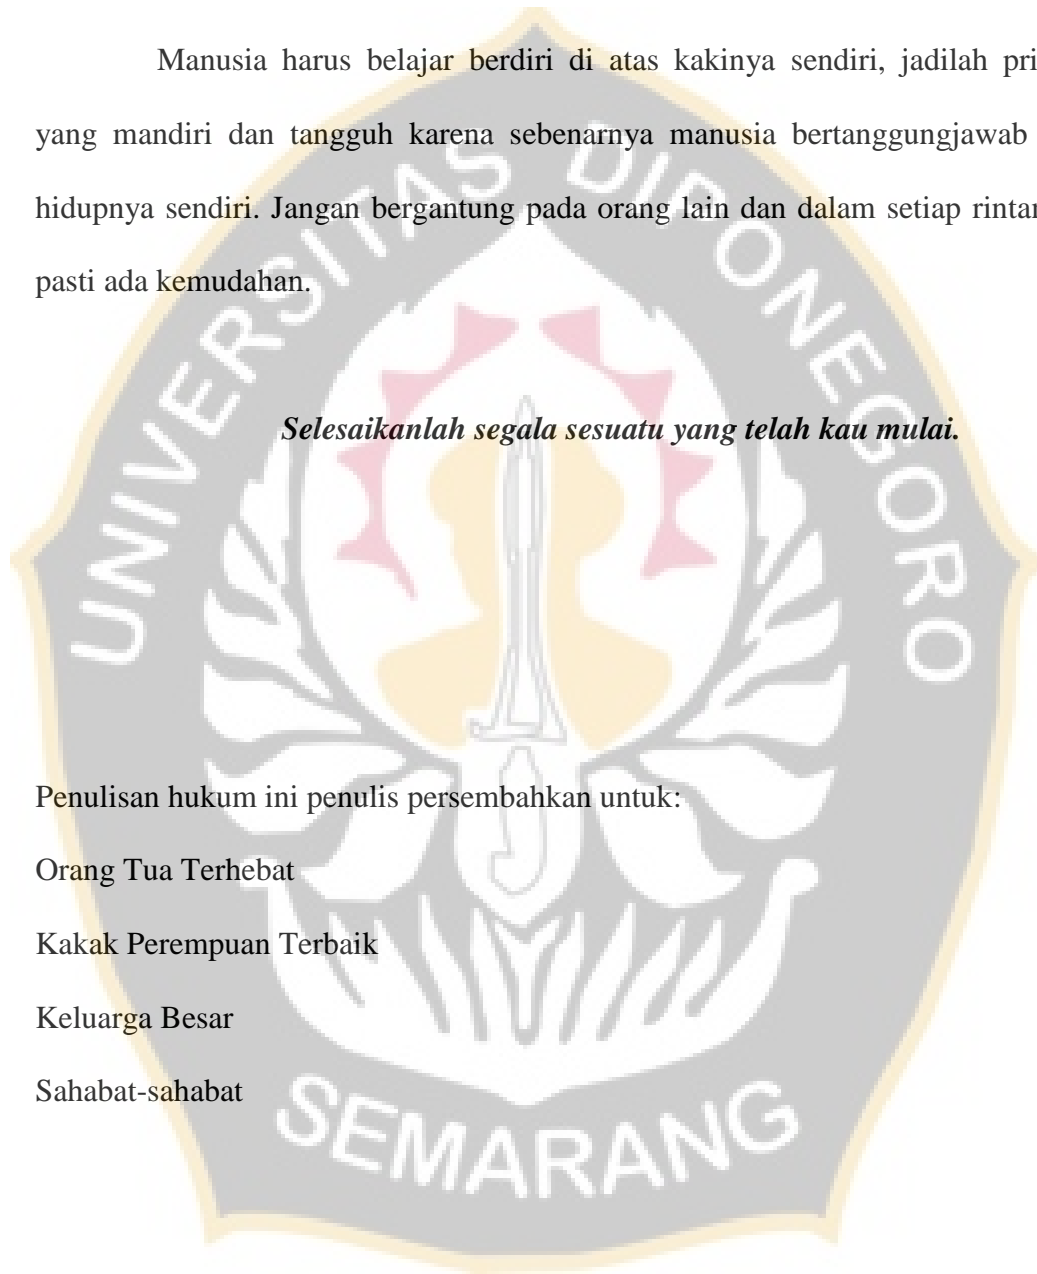 Manusia harus belajar berdiri di atas kakinya sendiri, jadilah pri
yang mandiri dan tangguh karena sebenarnya manusia bertanggungjawab
hidupnya sendiri. Jangan bergantung pada orang lain dan dalam setiap rintan
pasti ada kemudahan.
Selesaikanlah segala sesuatu yang telah kau mulai.
Penulisan hukum ini penulis persembahkan untuk:
Orang Tua Terhebat
Kakak Perempuan Terbaik
Keluarga Besar
Sahabat-sahabat
UNIVERSITAS DIPONEGORO
SEMARANG